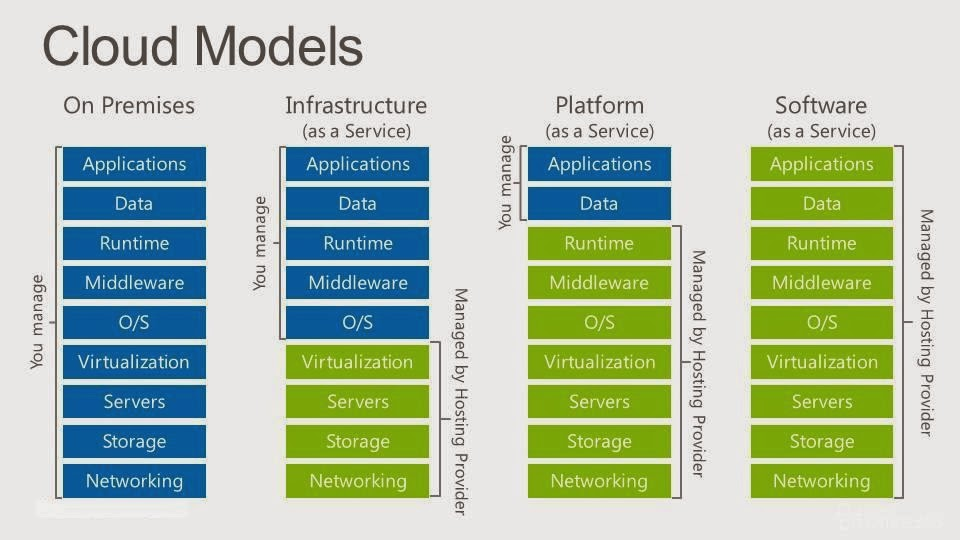 Cloud Models
On Premises
You manage
Applications
Data
Runtime
Middleware
O/S
Virtualization
Servers
Storage
Networking
Infrastructure
(as a Service)
You manage
Applications
Data
Runtime
Middleware
O/S
Virtualization
Servers
Storage
Networking
Managed by Hosting Provider
Platform
(as a Service)
You manage
Applications
Data
Runtime
Middleware
O/S
Virtualization
Servers
Storage
Networking
Managed by Hosting Provider
Software
(as a Service)
Applications
Data
Runtime
Middleware
O/S
Virtualization
Servers
Storage
Networking
Managed by Hosting Provider